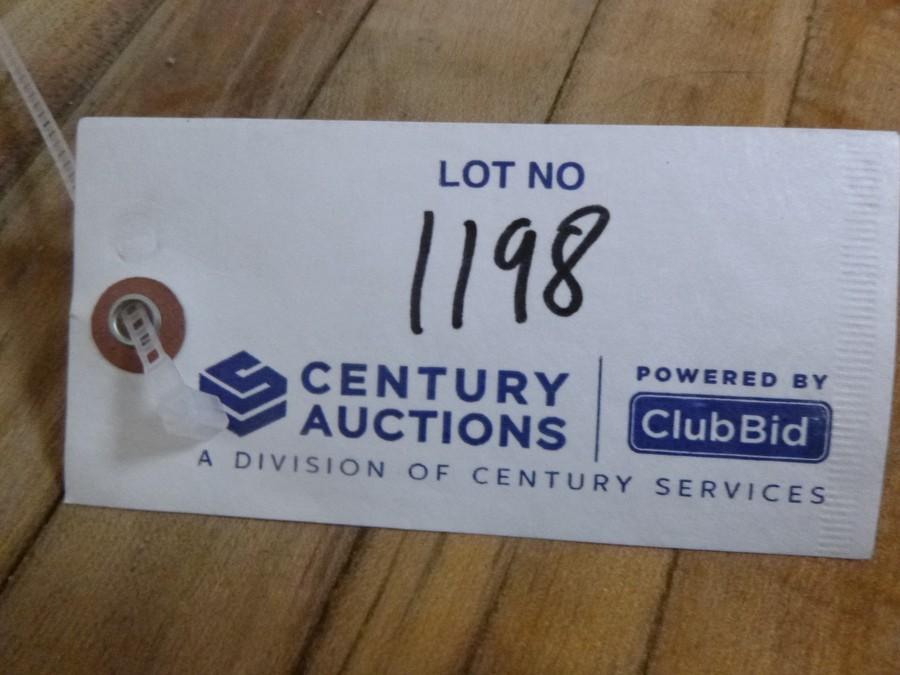 LOT NO
1198
CENTURY
AUCTIONS
A DIVISION OF CENTURY SERVICES
POWERED BY
ClubBid